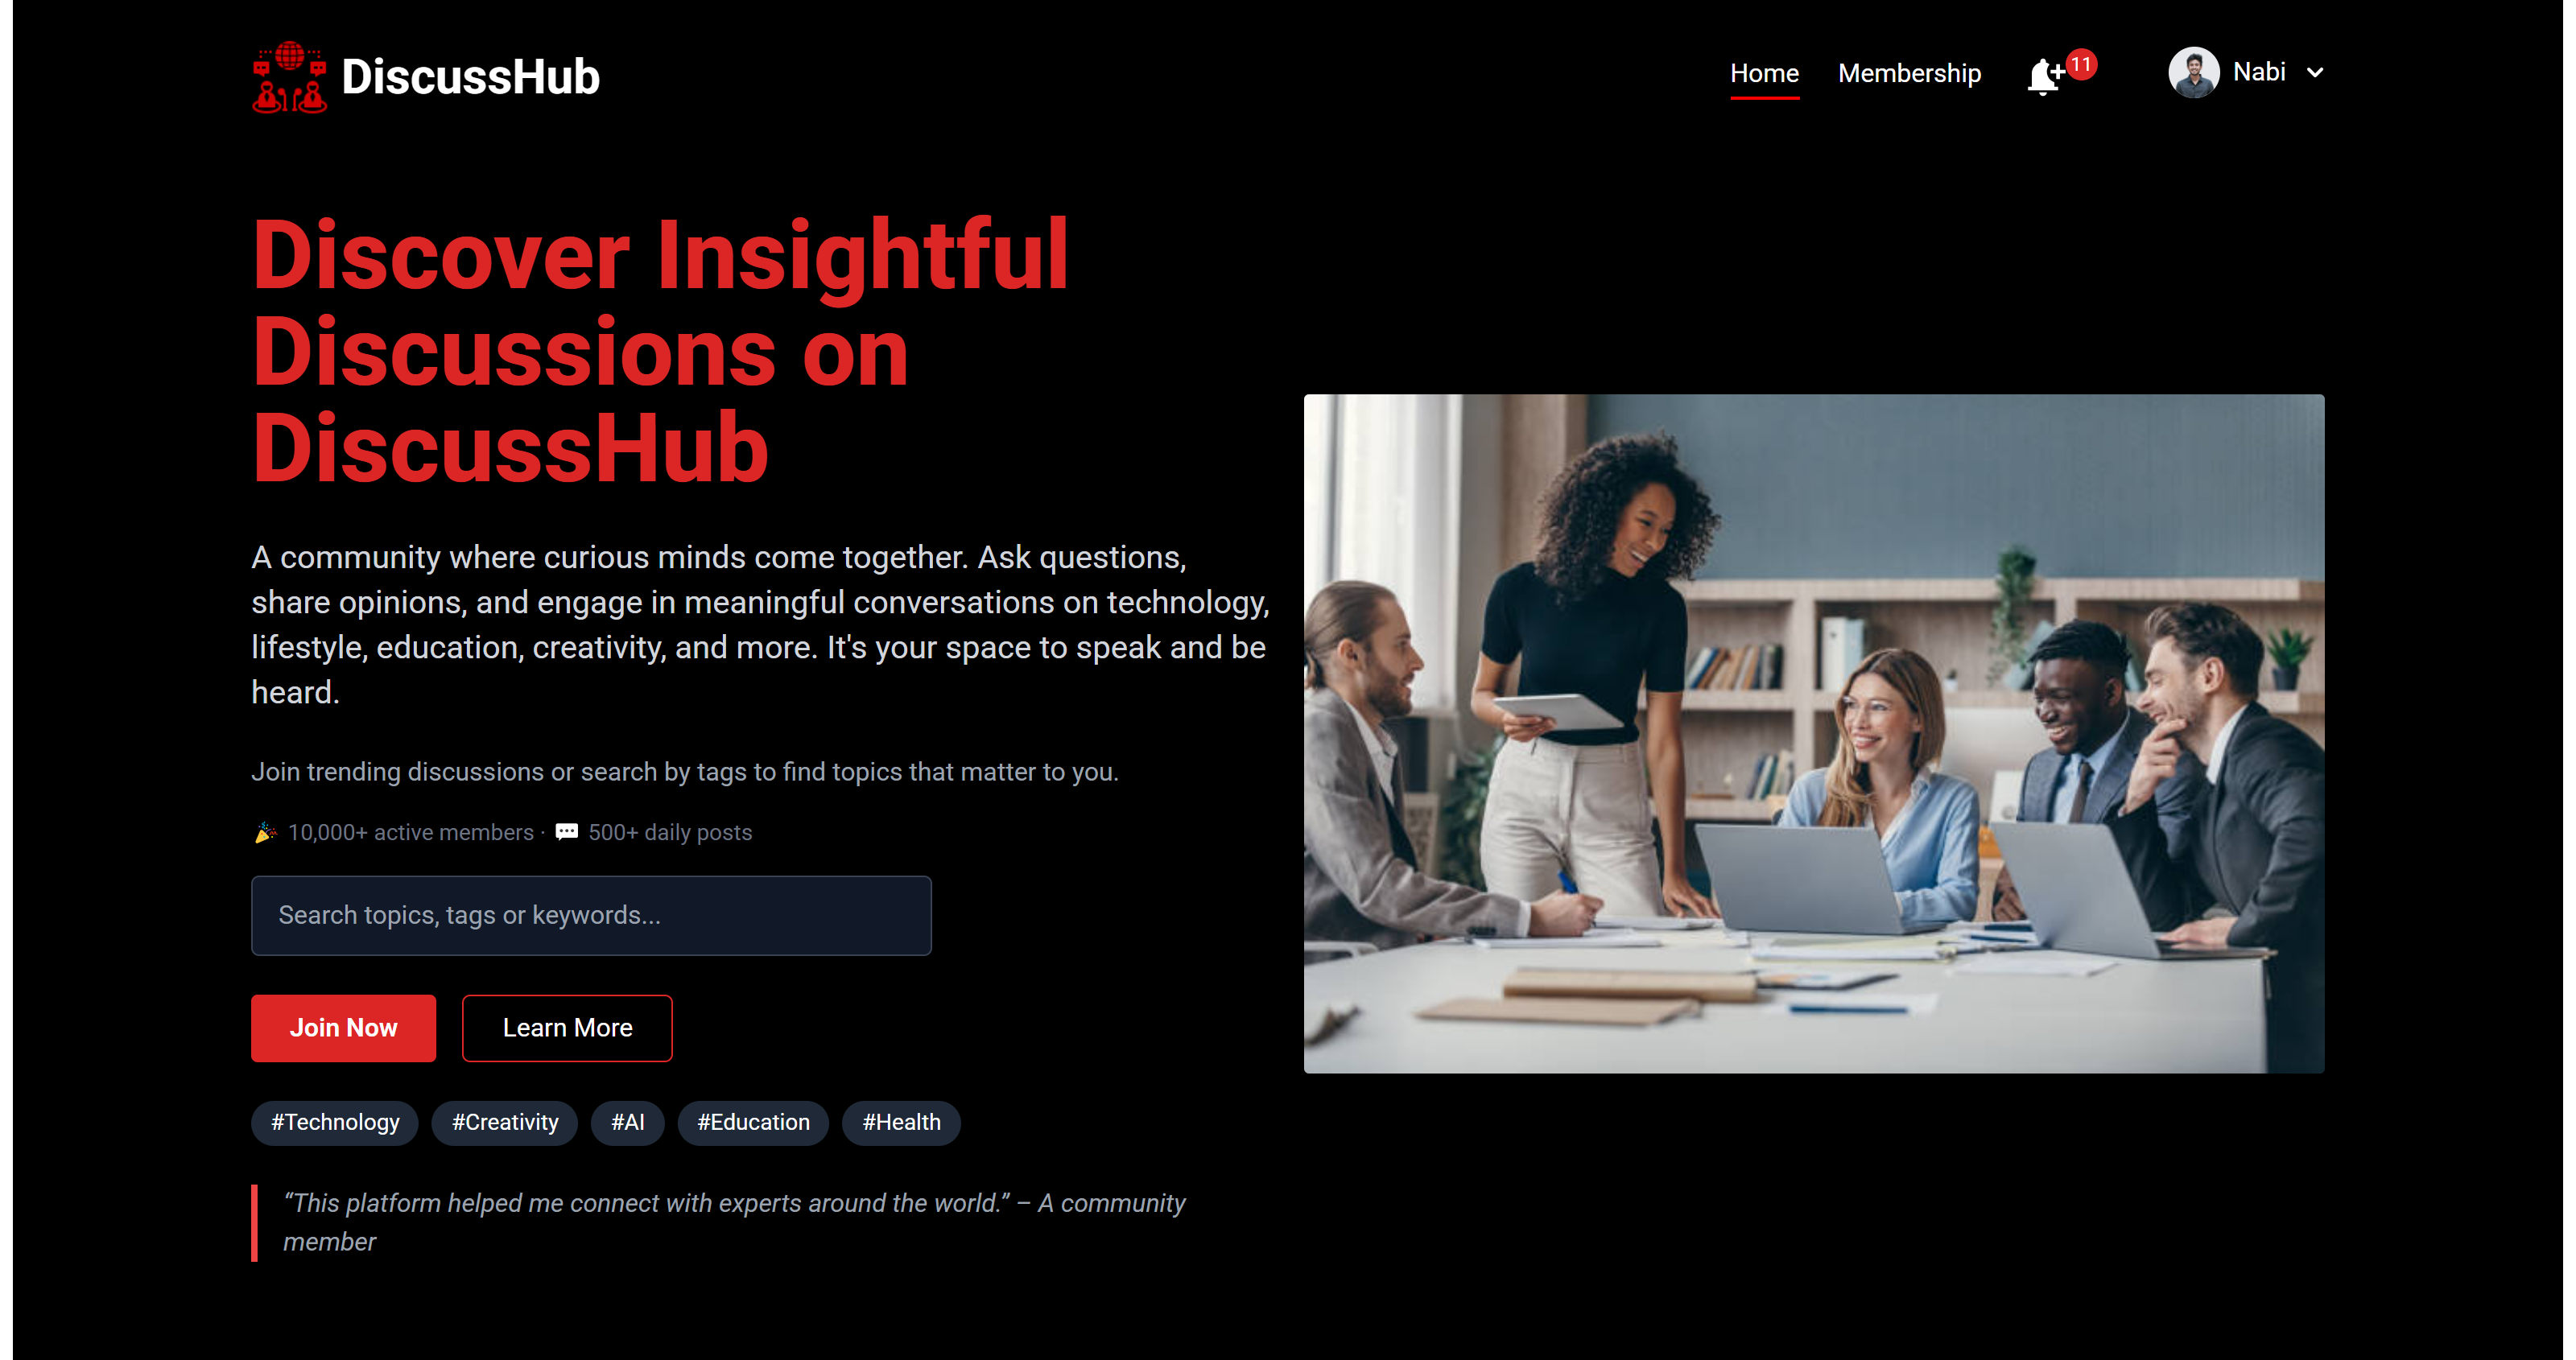 DiscussHub
Home
Membership
11
Nabi
Discover Insightful
Discussions on
DiscussHub
A community where curious minds come together. Ask questions,
share opinions, and engage in meaningful conversations on technology,
lifestyle, education, creativity, and more. It's your space to speak and be
heard.
Join trending discussions or search by tags to find topics that matter to you.
🎉 10,000+ active members · 💬 500+ daily posts
Search topics, tags or keywords...
Join Now
Learn More
#Technology
#Creativity
#AI
#Education
#Health
“This platform helped me connect with experts around the world.” – A community
member